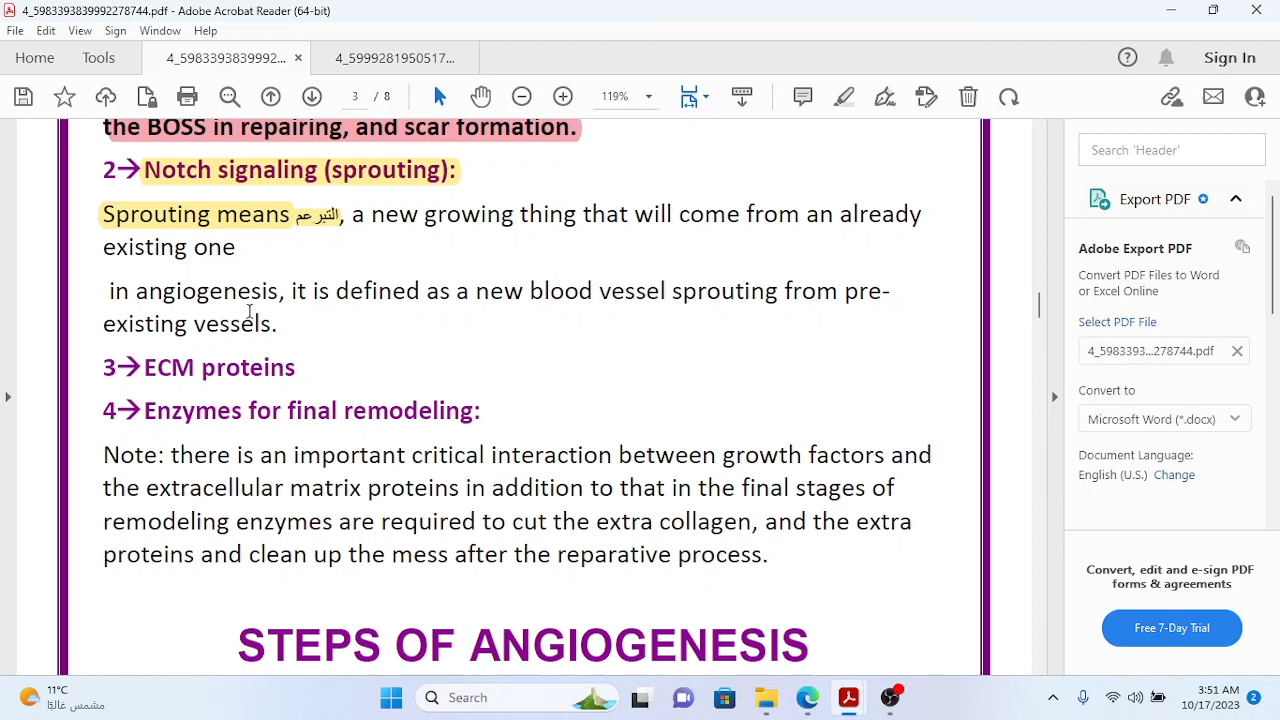 4_5983393839992278744.pdf - Adobe Acrobat Reader (64-bit)
File Edit View Sign Window Help
Home Tools 4_5983393839992... × 4_5999281950517... Sign In
3 / 8 119%
the BOSS in repairing, and scar formation.
2→Notch signaling (sprouting):
Sprouting means التبرعم, a new growing thing that will come from an already
existing one
in angiogenesis, it is defined as a new blood vessel sprouting from pre-
existing vessels.
3→ECM proteins
4→Enzymes for final remodeling:
Note: there is an important critical interaction between growth factors and
the extracellular matrix proteins in addition to that in the final stages of
remodeling enzymes are required to cut the extra collagen, and the extra
proteins and clean up the mess after the reparative process.
STEPS OF ANGIOGENESIS
Search 'Header'
Export PDF
Adobe Export PDF
Convert PDF Files to Word
or Excel Online
Select PDF File
4_5983393...278744.pdf
Convert to
Microsoft Word (*.docx)
Document Language:
English (U.S.) Change
Convert, edit and e-sign PDF
forms & agreements
Free 7-Day Trial
11°C
مشمس غالبًا
Search
3:51 AM
10/17/2023
2